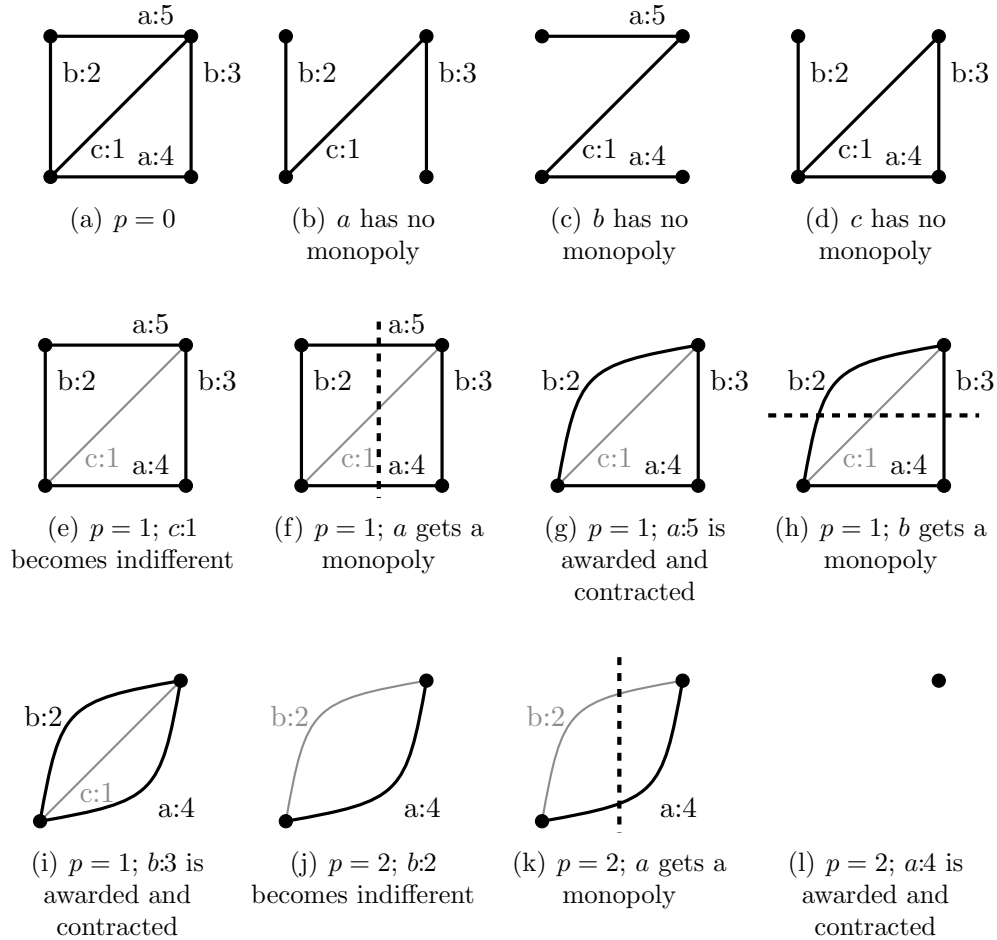 a:5
b:2
b:3
c:1
a:4
(a) p = 0
b:2
b:3
c:1
(b) a has no
monopoly
a:5
c:1
a:4
(c) b has no
monopoly
b:2
b:3
c:1
a:4
(d) c has no
monopoly
a:5
b:2
b:3
c:1
a:4
(e) p = 1; c:1
becomes indifferent
a:5
b:2
b:3
c:1
a:4
(f) p = 1; a gets a
monopoly
b:2
b:3
c:1
a:4
(g) p = 1; a:5 is
awarded and
contracted
b:2
b:3
c:1
a:4
(h) p = 1; b gets a
monopoly
b:2
c:1
a:4
(i) p = 1; b:3 is
awarded and
contracted
b:2
a:4
(j) p = 2; b:2
becomes indifferent
b:2
a:4
(k) p = 2; a gets a
monopoly
(l) p = 2; a:4 is
awarded and
contracted